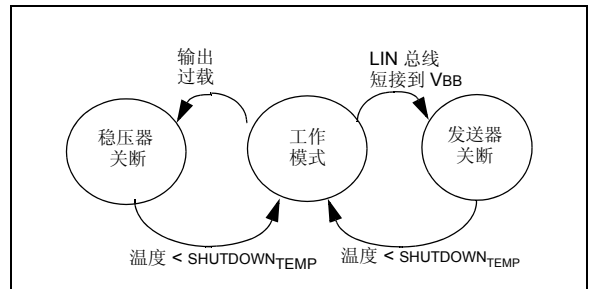 输出
过载
LIN 总线
短接到 VBB
稳压器
关断
工作
模式
发送器
关断
温度 < SHUTDOWNTEMP
温度 < SHUTDOWNTEMP